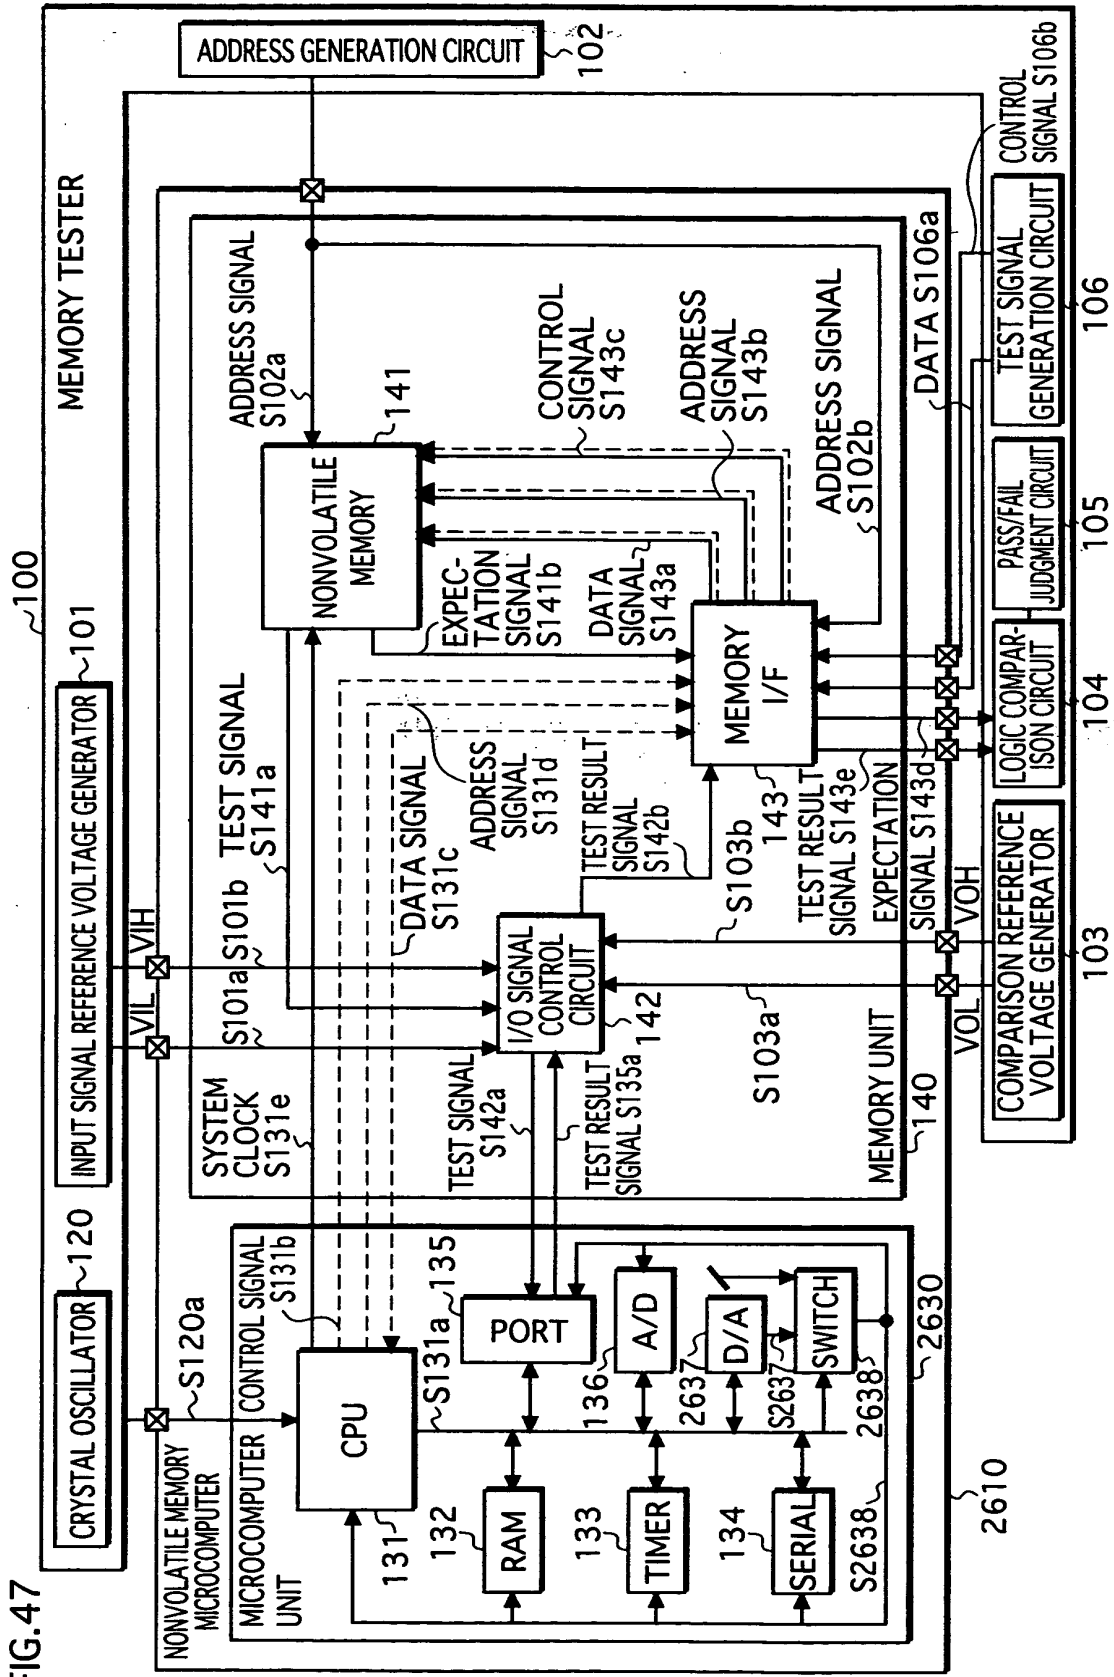 FIG.47
100
MEMORY TESTER
CRYSTAL OSCILLATOR
120
INPUT SIGNAL REFERENCE VOLTAGE GENERATOR
101
ADDRESS GENERATION CIRCUIT
102
VIL
VIH
S120a
NONVOLATILE MEMORY
MICROCOMPUTER
MICROCOMPUTER
UNIT
CONTROL SIGNAL
S131b
SYSTEM
CLOCK
S131e
S101a
S101b
TEST SIGNAL
S141a
ADDRESS SIGNAL
S102a
CPU
131
NONVOLATILE
MEMORY
141
DATA SIGNAL
S131c
ADDRESS
SIGNAL
S131d
EXPEC-
TATION
SIGNAL
S141b
DATA
SIGNAL
S143a
CONTROL
SIGNAL
S143c
ADDRESS
SIGNAL
S143b
ADDRESS SIGNAL
S102b
S131a
135
PORT
TEST SIGNAL
S142a
TEST RESULT
SIGNAL S135a
I/O SIGNAL
CONTROL
CIRCUIT
142
TEST RESULT
SIGNAL
S142b
MEMORY
I/F
143
132
RAM
133
TIMER
134
SERIAL
136
A/D
2637
D/A
S2637
SWITCH
2638
S2638
2630
2610
S103a
S103b
TEST RESULT
SIGNAL S143e
EXPECTATION
SIGNAL S143d
MEMORY UNIT
140
VOL
VOH
DATA S106a
CONTROL
SIGNAL S106b
COMPARISON REFERENCE
VOLTAGE GENERATOR
103
LOGIC COMPAR-
ISON CIRCUIT
104
PASS/FAIL
JUDGMENT CIRCUIT
105
TEST SIGNAL
GENERATION CIRCUIT
106